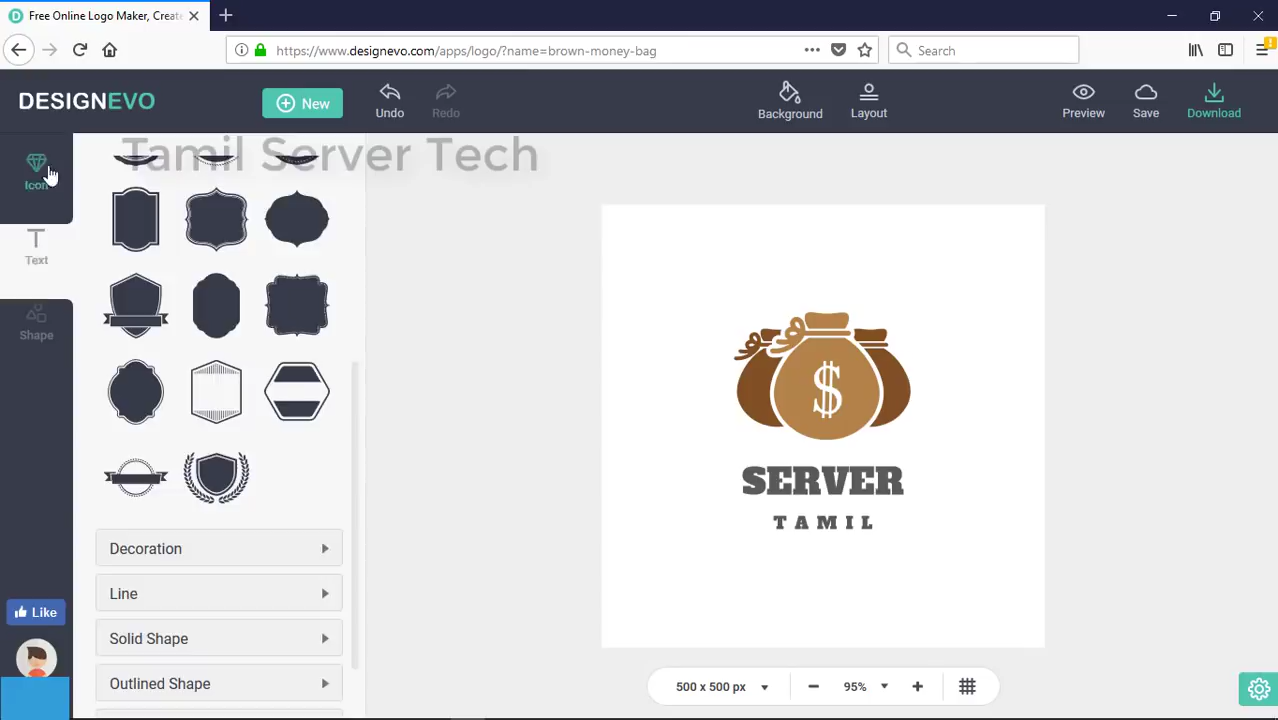 Free Online Logo Maker, Create
https://www.designevo.com/apps/logo/?name=brown-money-bag
Search
DESIGNEVO
New
Undo
Redo
Background
Layout
Preview
Save
Download
Tamil Server Tech
Icon
Text
Shape
$
SERVER
TAMIL
Decoration
Line
Solid Shape
Outlined Shape
Like
500 x 500 px
95%